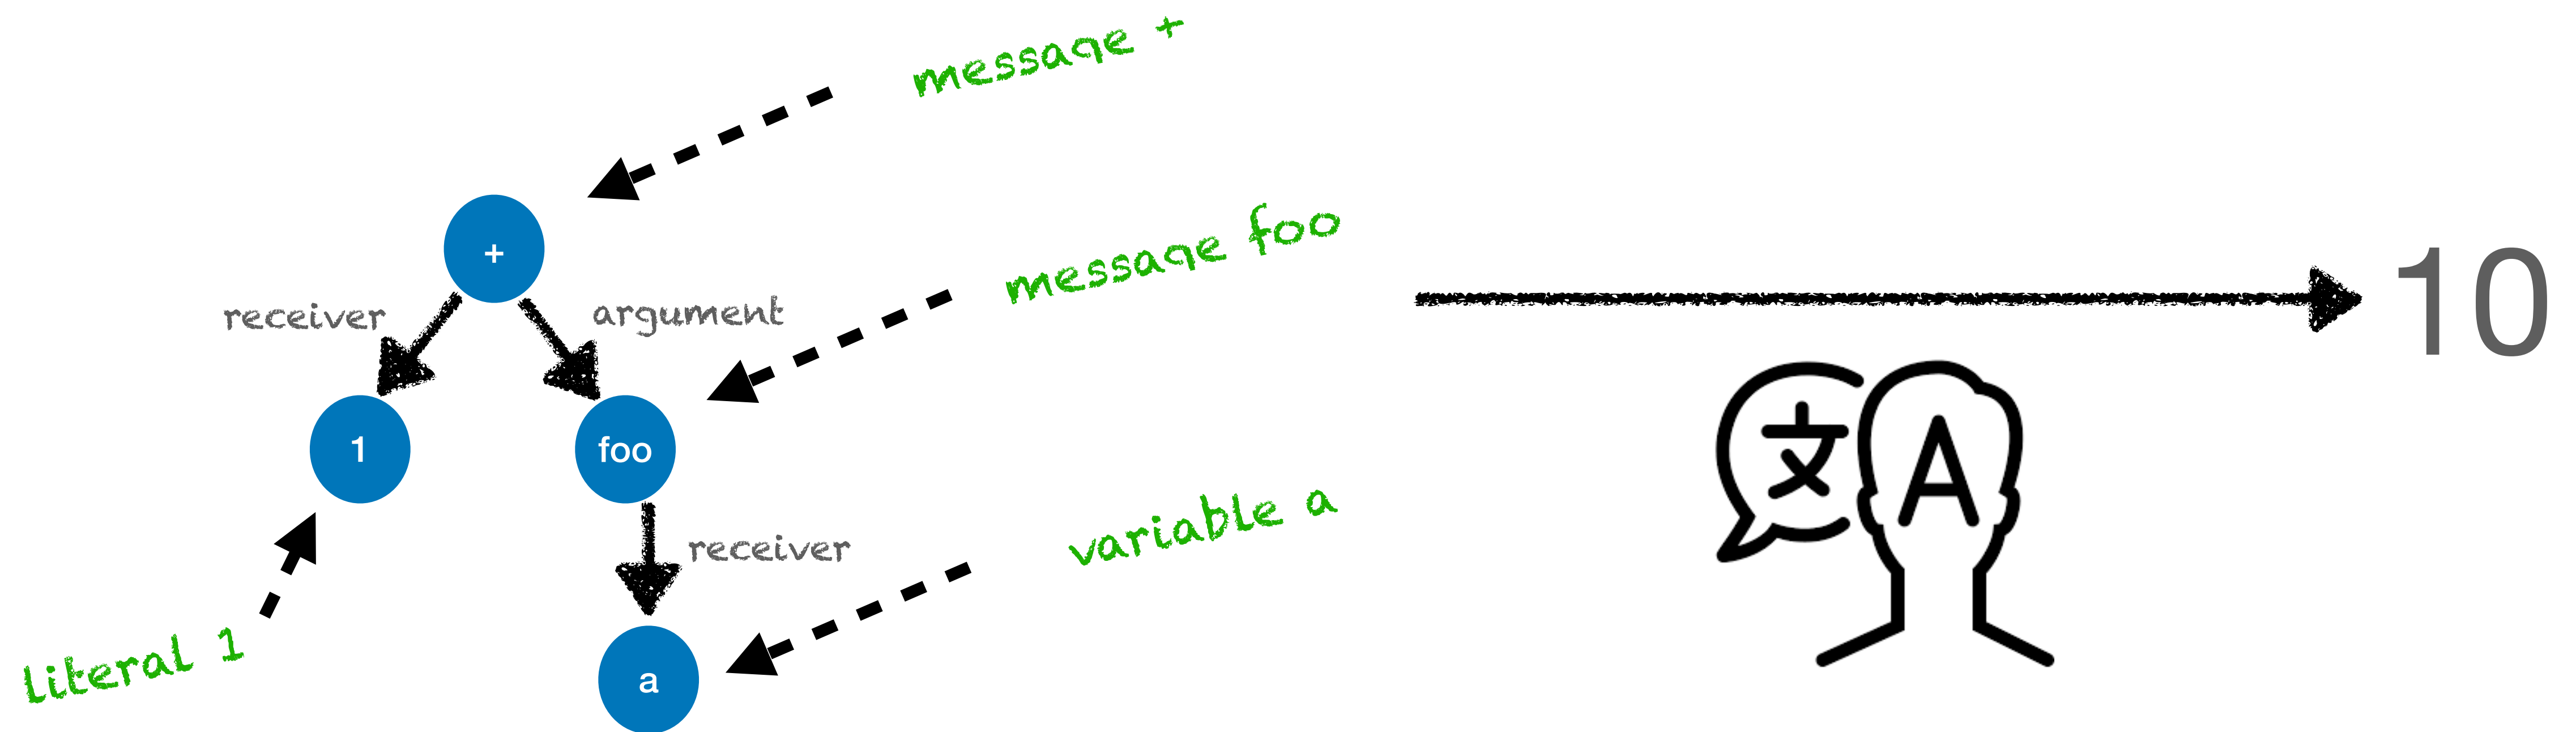 message +
+
message foo
receiver
argument
10
1
foo
文
A
receiver
variable a
literal 1
a